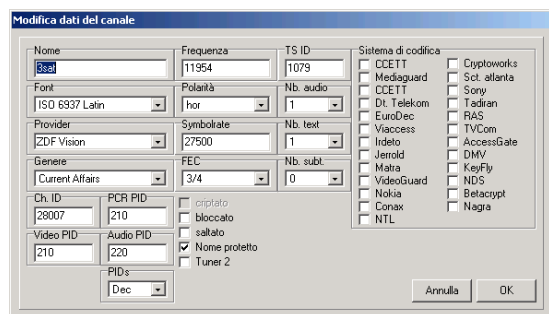 Modifica dati del canale
Nome
3sat
Frequenza
11954
TS ID
1079
Font
ISO 6937 Latin
Polarità
hor
Nb. audio
1
Provider
ZDF Vision
Symbolrate
27500
Nb. text
1
Genere
Current Affairs
FEC
3/4
Nb. subt.
0
Ch. ID
28007
PCR PID
210
Video PID
210
Audio PID
220
PIDs
Dec
criptato
bloccato
saltato
Nome protetto
Tuner 2
Sistema di codifica
CCETT
Mediaguard
CCETT
Dt. Telekom
EuroDec
Viaccess
Irdeto
Jerrold
Matra
VideoGuard
Nokia
Conax
NTL
Cryptoworks
Sct. atlanta
Sony
Tadiran
RAS
TVCom
AccessGate
DMV
KeyFly
NDS
Betacrypt
Nagra
Annulla
OK